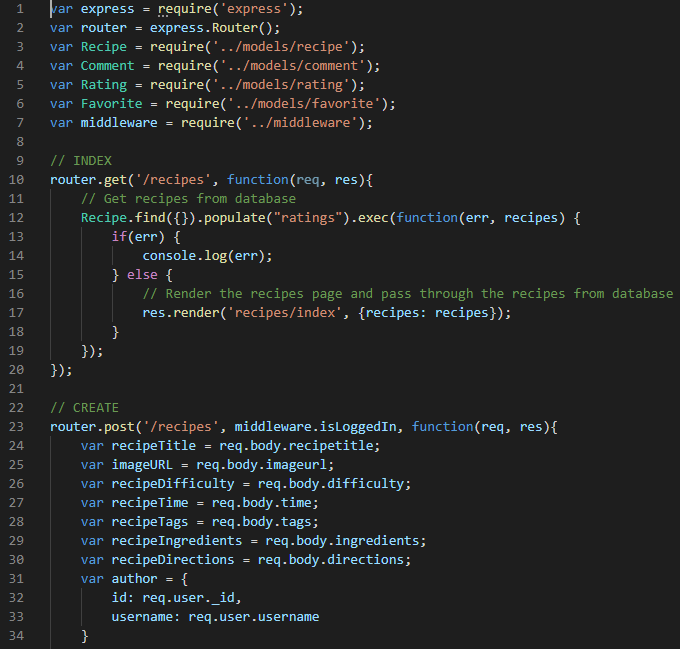 1 var express = require('express');
2 var router = express.Router();
3 var Recipe = require('../models/recipe');
4 var Comment = require('../models/comment');
5 var Rating = require('../models/rating');
6 var Favorite = require('../models/favorite');
7 var middleware = require('../middleware');
8
9 // INDEX
10 router.get('/recipes', function(req, res){
11     // Get recipes from database
12     Recipe.find({}).populate("ratings").exec(function(err, recipes) {
13         if(err) {
14             console.log(err);
15         } else {
16             // Render the recipes page and pass through the recipes from database
17             res.render('recipes/index', {recipes: recipes});
18         }
19     });
20 });
21
22 // CREATE
23 router.post('/recipes', middleware.isLoggedIn, function(req, res){
24     var recipeTitle = req.body.recipetitle;
25     var imageURL = req.body.imageurl;
26     var recipeDifficulty = req.body.difficulty;
27     var recipeTime = req.body.time;
28     var recipeTags = req.body.tags;
29     var recipeIngredients = req.body.ingredients;
30     var recipeDirections = req.body.directions;
31     var author = {
32         id: req.user._id,
33         username: req.user.username
34     }